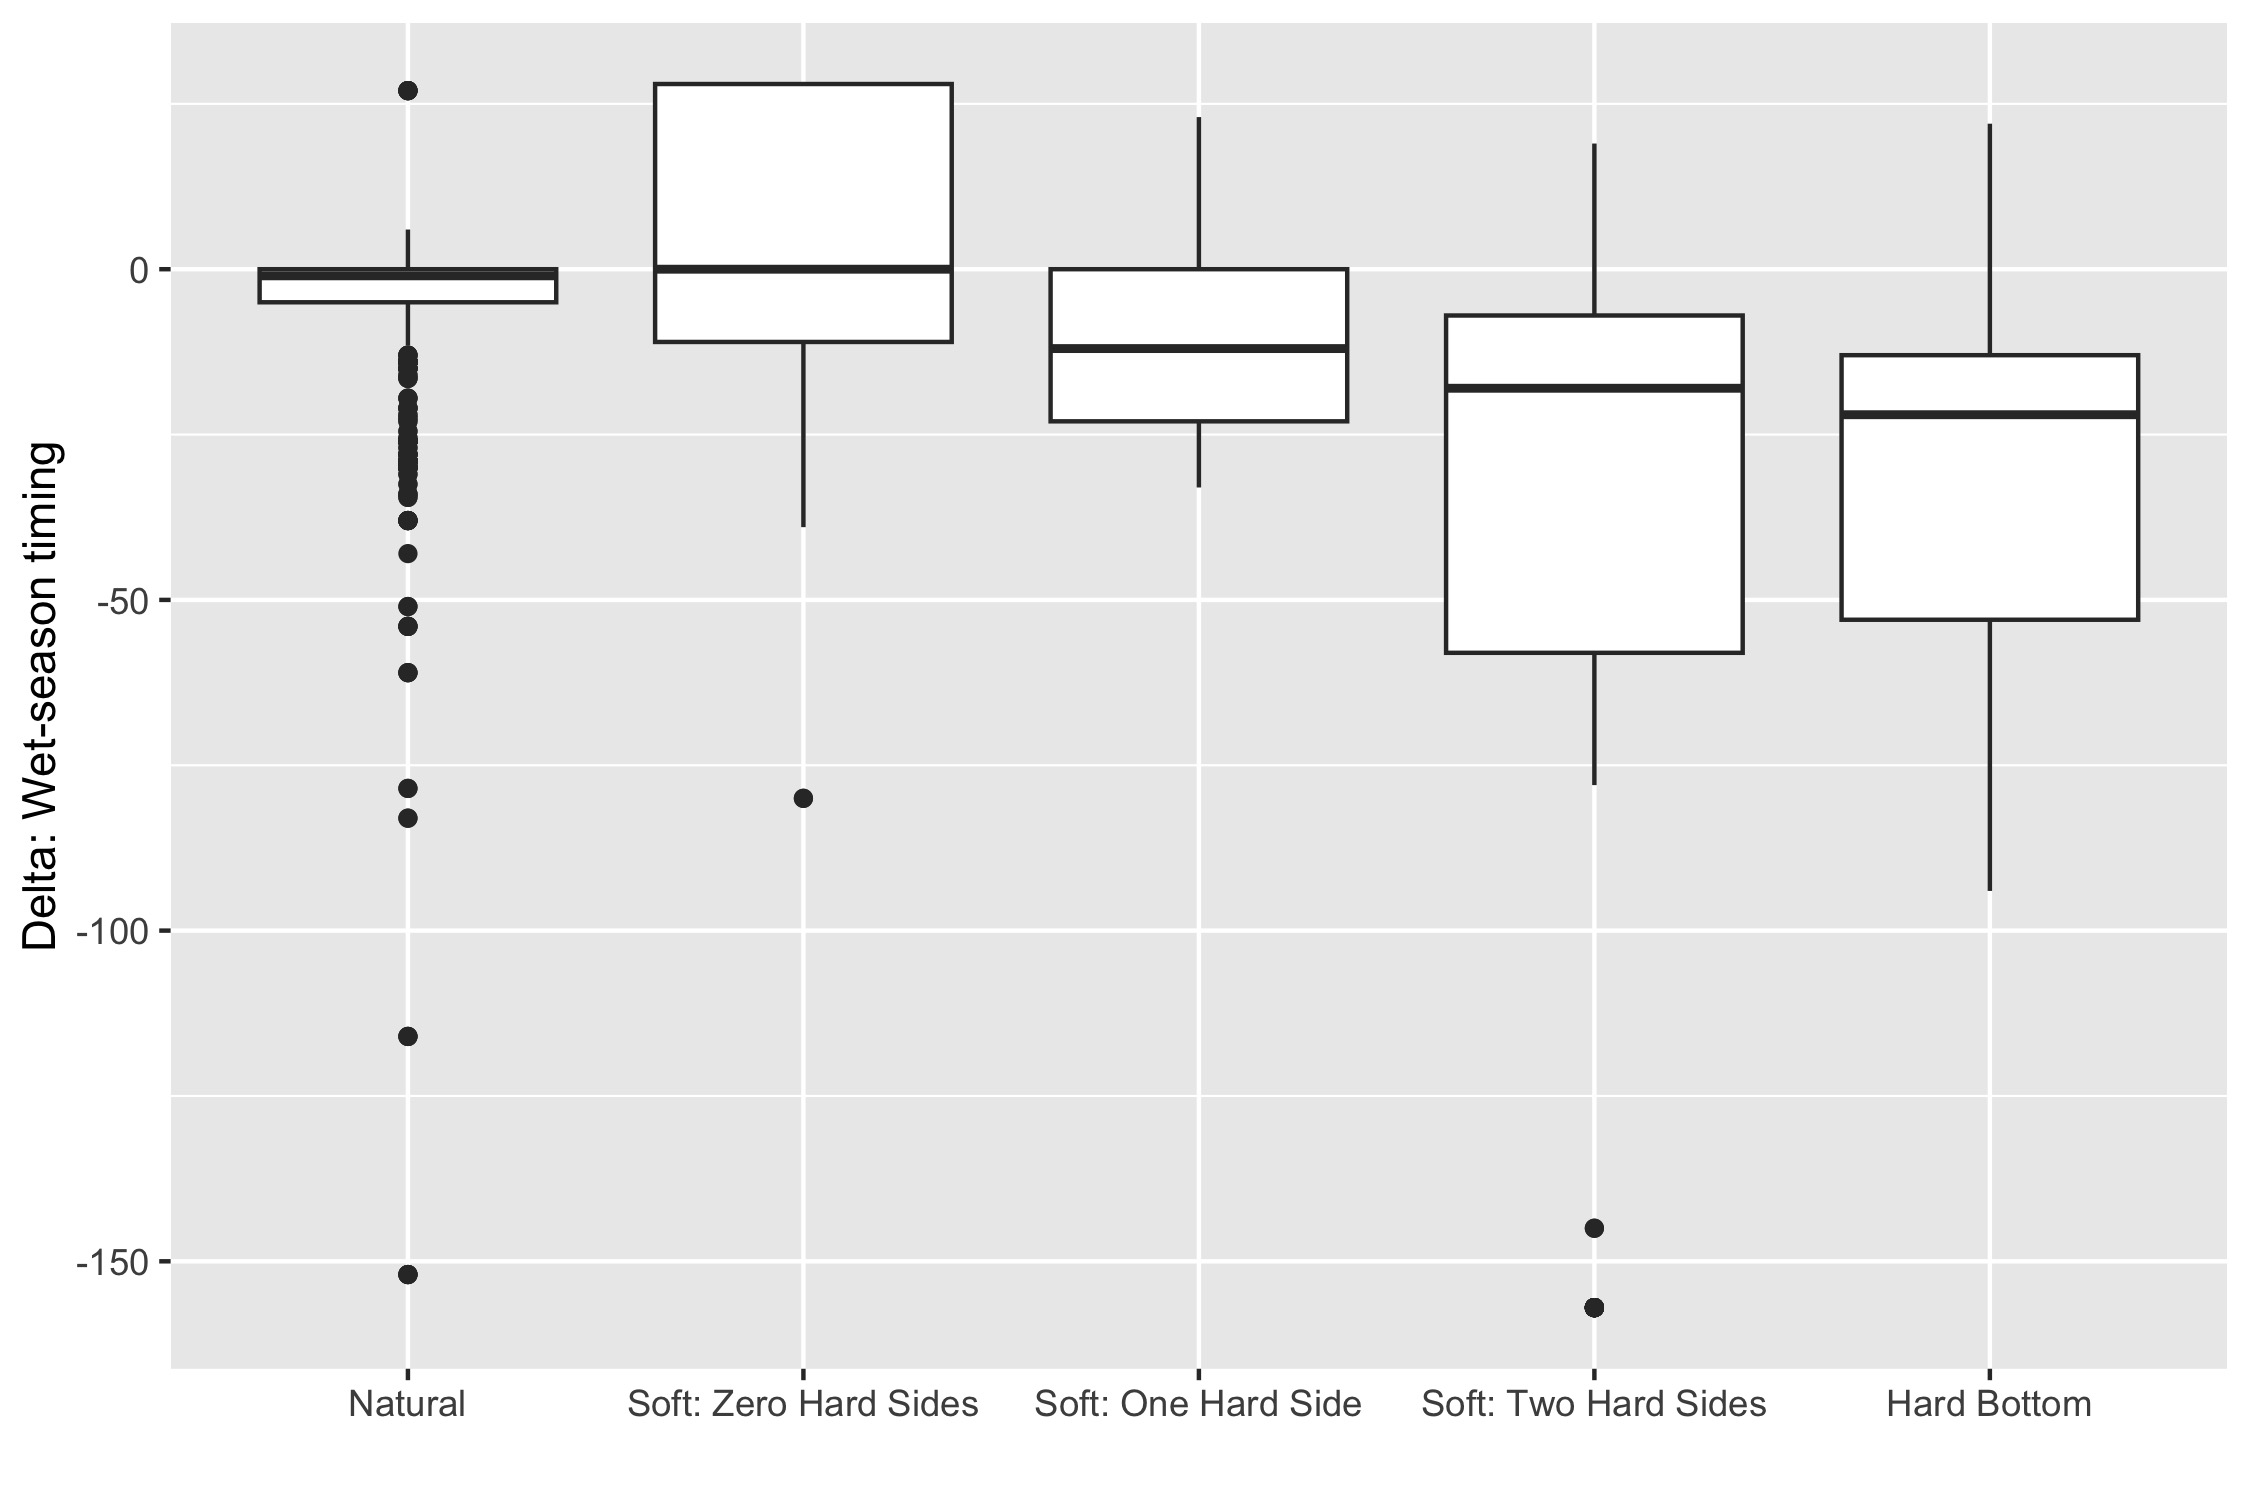 Delta: Wet-season timing
0
-50
-100
-150
Natural
Soft: Zero Hard Sides
Soft: One Hard Side
Soft: Two Hard Sides
Hard Bottom